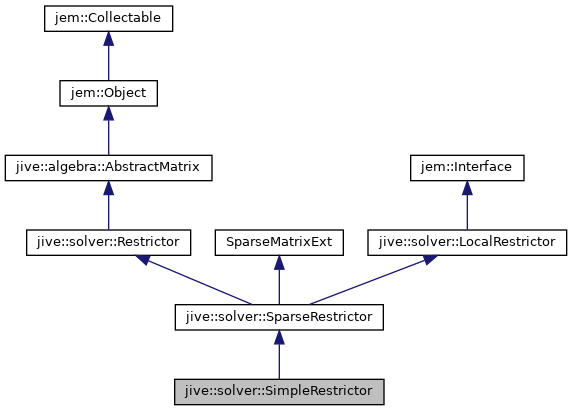 jem::Collectable
jem::Object
jive::algebra::AbstractMatrix
jem::Interface
jive::solver::Restrictor
SparseMatrixExt
jive::solver::LocalRestrictor
jive::solver::SparseRestrictor
jive::solver::SimpleRestrictor